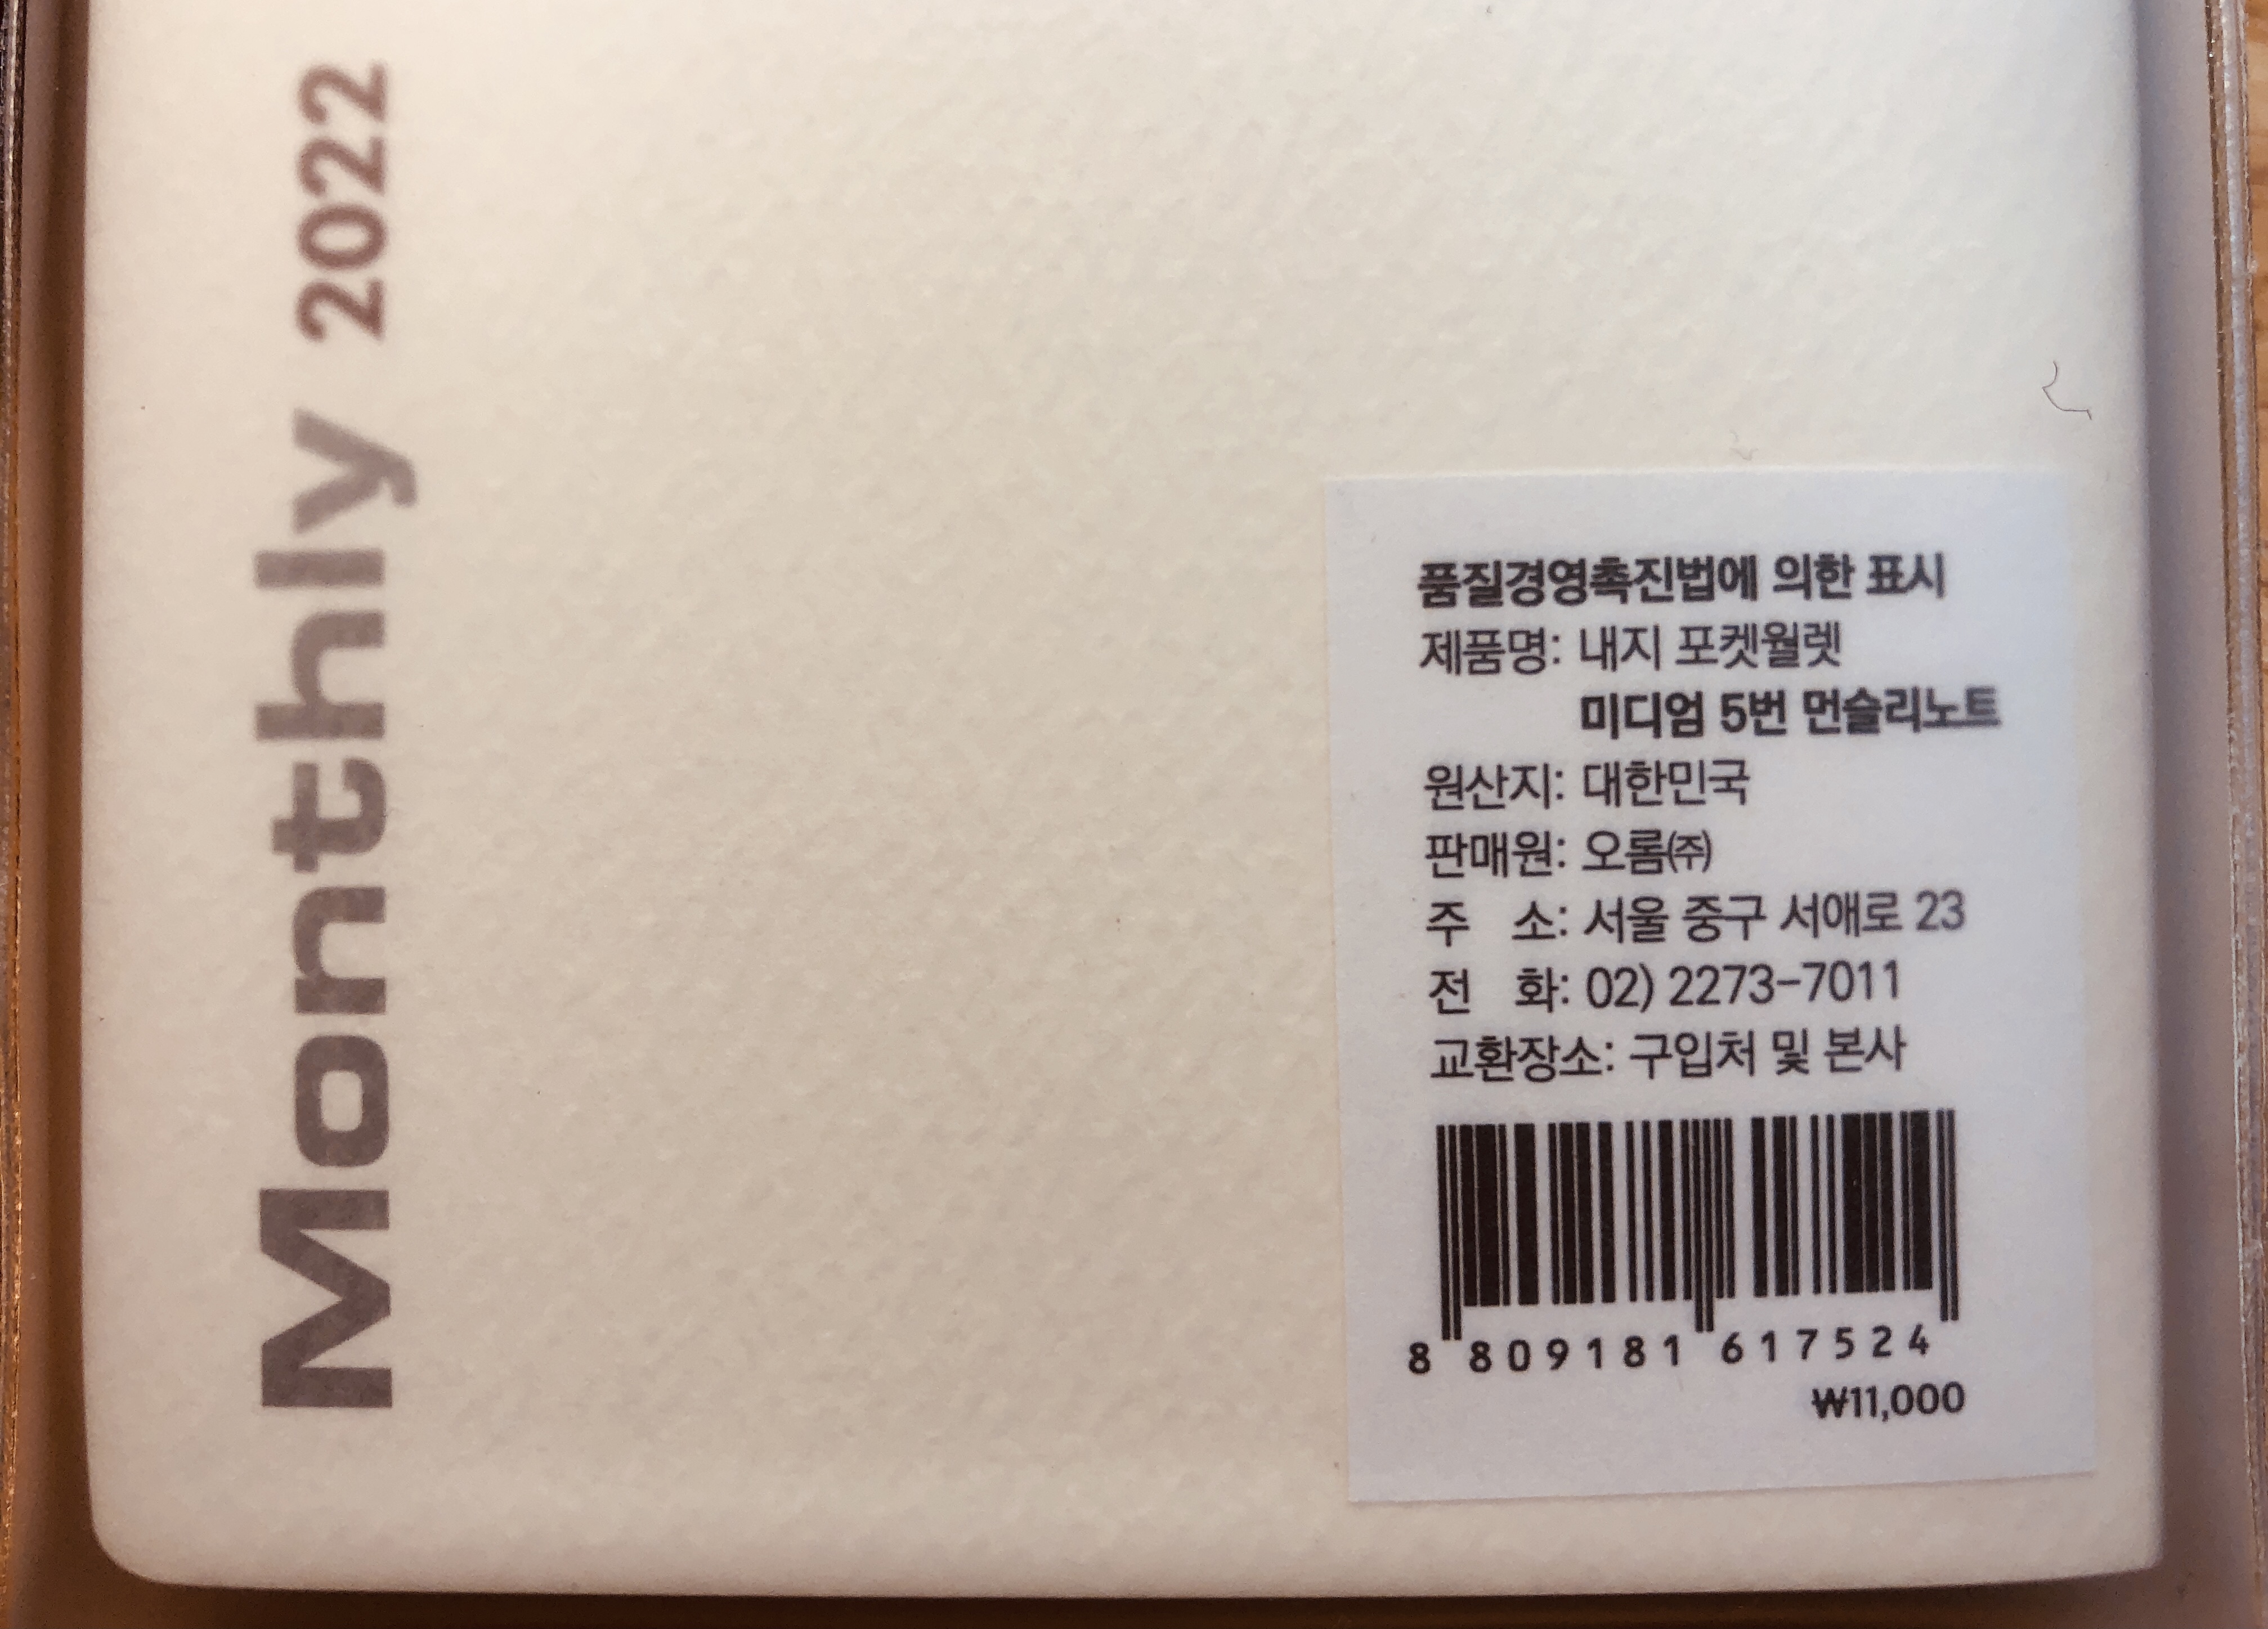 Monthly 2022
품질경영촉진법에 의한 표시
제품명: 내지 포켓월렛
미디엄 5번 먼슬리노트
원산지: 대한민국
판매원: 오롬㈜
주 소: 서울 중구 서애로 23
전 화: 02) 2273-7011
교환장소: 구입처 및 본사
8 809181 617524
₩11,000